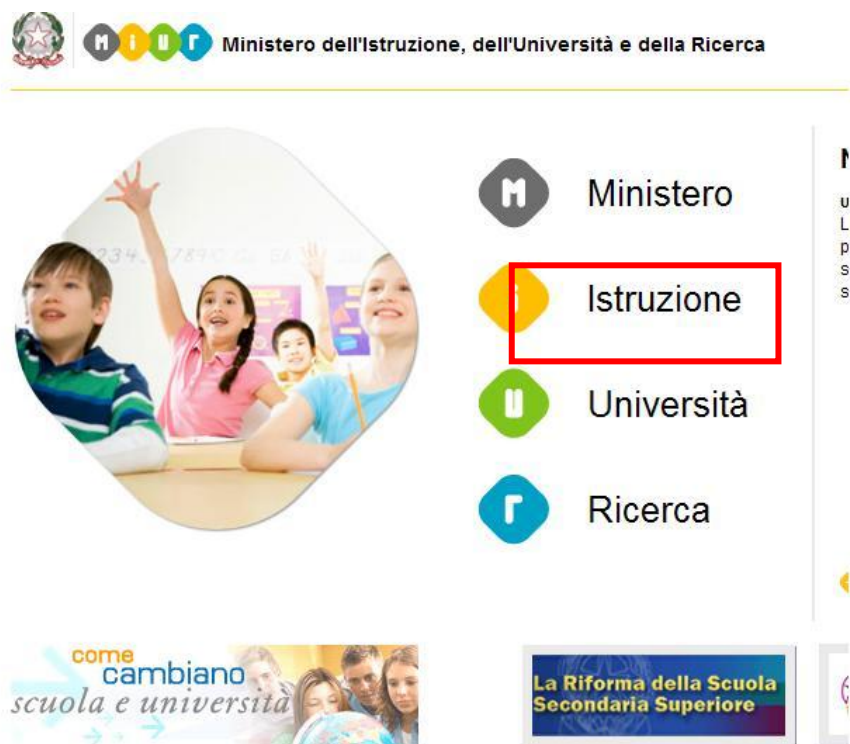 miur Ministero dell'Istruzione, dell'Università e della Ricerca
m Ministero
i Istruzione
u Università
r Ricerca
come
cambiano
scuola e università
La Riforma della Scuola
Secondaria Superiore